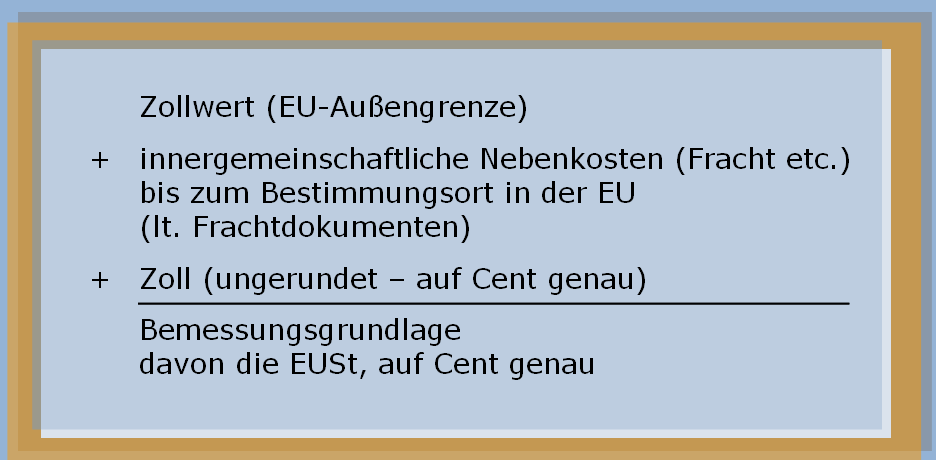 Zollwert (EU-Außengrenze)
+ innergemeinschaftliche Nebenkosten (Fracht etc.)
bis zum Bestimmungsort in der EU
(lt. Frachtdokumenten)
+ Zoll (ungerundet – auf Cent genau)
Bemessungsgrundlage
davon die EUSt, auf Cent genau